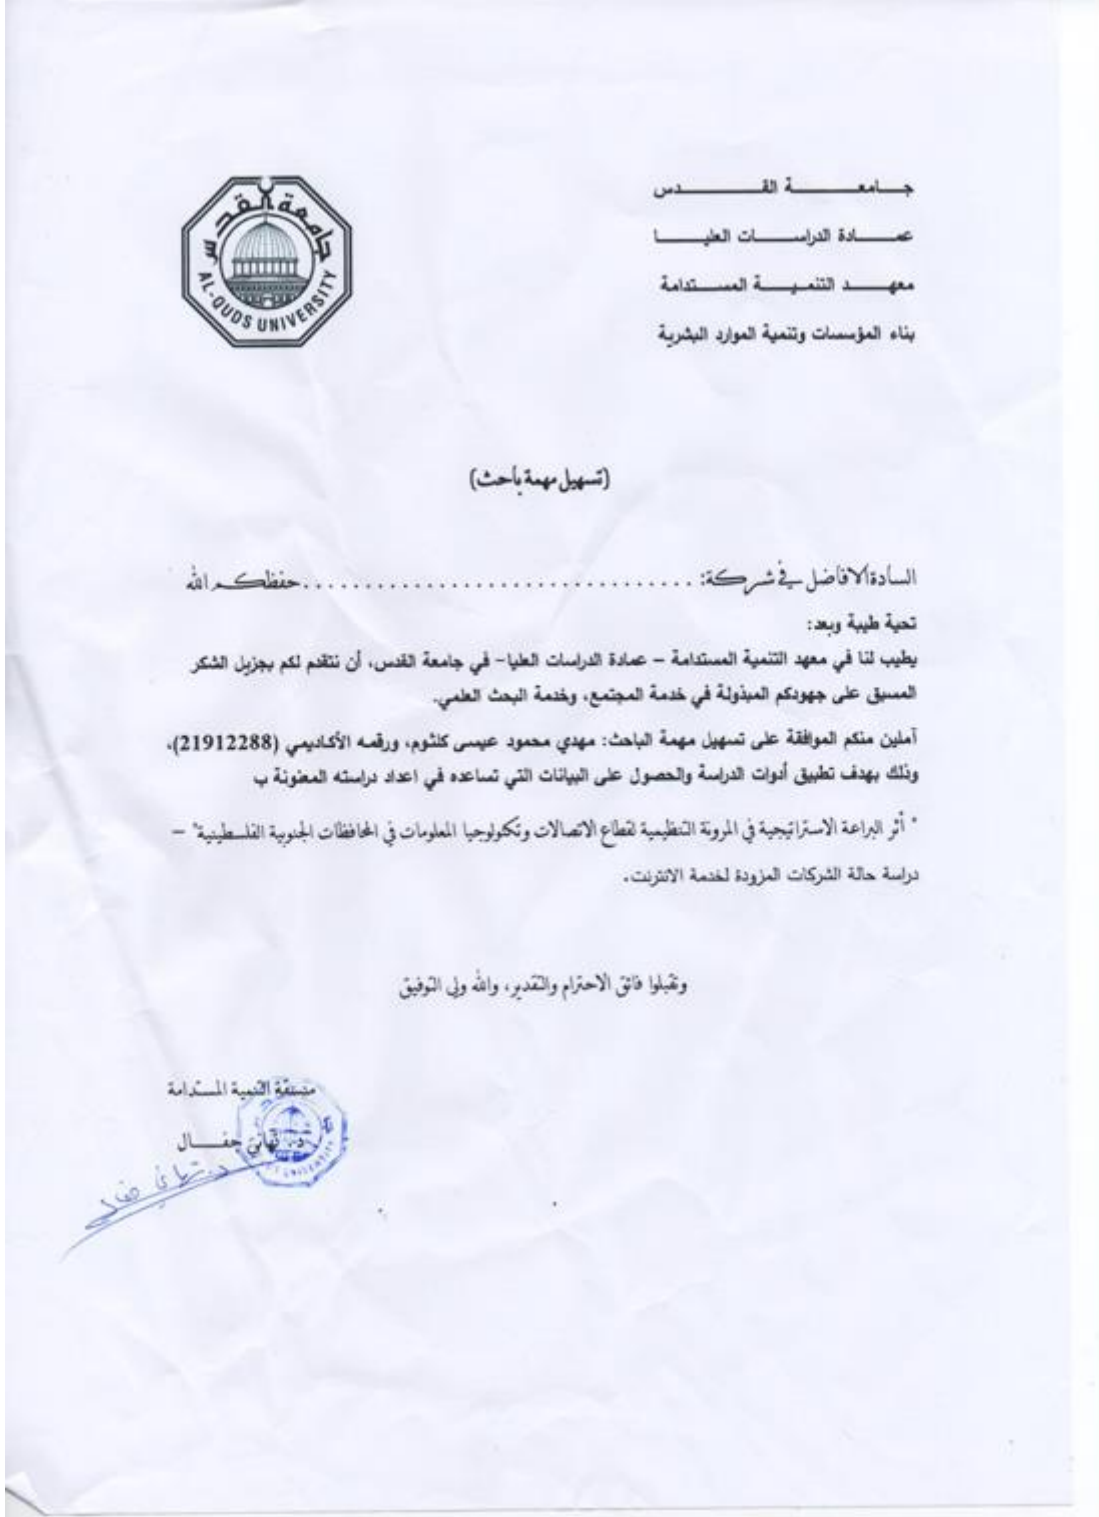 جامعة القدس
عمادة الدراسات العليا
معهد التنمية المستدامة
بناء المؤسسات وتنمية الموارد البشرية
جامعة القدس
AL-QUDS UNIVERSITY
(تسهيل مهمة باحث)
السادة الافاضل في شركة: ................................حفظكم الله
تحية طيبة وبعد:
يطيب لنا في معهد التنمية المستدامة – عمادة الدراسات العليا- في جامعة القدس، أن نتقدم لكم بجزيل الشكر
المسبق على جهودكم المبذولة في خدمة المجتمع، وخدمة البحث العلمي.
آملين منكم الموافقة على تسهيل مهمة الباحث: مهدي محمود عيسى كلثوم، ورقمه الأكاديمي (21912288)،
وذلك بهدف تطبيق أدوات الدراسة والحصول على البيانات التي تساعده في اعداد دراسته المعنونة ب
" أثر البراعة الاستراتيجية في المرونة التنظيمية لقطاع الاتصالات وتكنولوجيا المعلومات في المحافظات الجنوبية الفلسطينية" –
دراسة حالة الشركات المزودة لخدمة الانترنت.
وتقبلوا فائق الاحترام والتقدير، والله ولي التوفيق
منسقة التنمية المستدامة
د. تهاني جفال
د. تهاني جفال